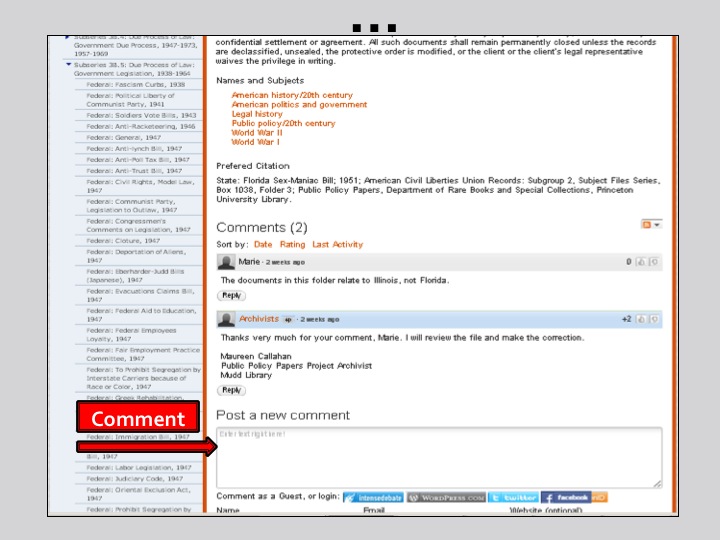 ...
Subseries 38.4: Due Process of Law:
Government Due Process, 1947-1973,
1957-1969
Subseries 38.5: Due Process of Law:
Government Legislation, 1938-1964
Federal: Fascism Curbs, 1938
Federal: Political Liberty of
Communist Party, 1941
Federal: Soldiers Vote Bills, 1943
Federal: Anti-Racketeering, 1946
Federal: General, 1947
Federal: Anti-lynch Bill, 1947
Federal: Anti-Poll Tax Bill, 1947
Federal: Anti-Trust Bill, 1947
Federal: Civil Rights, Model Law,
1947
Federal: Communist Party,
Legislation to Outlaw, 1947
Federal: Congressmen's
Comments on Legislation, 1947
Federal: Cloture, 1947
Federal: Deportation of Aliens,
1947
Federal: Eberharder-Judd Bills
(Japanese), 1947
Federal: Evacuations Claims Bill,
1947
Federal: Federal Aid to Education,
1947
Federal: Federal Employees
Loyalty, 1947
Federal: Fair Employment Practice
Committee, 1947
Federal: To Prohibit Segregation by
Interstate Carriers because of
Race or Color, 1947
Federal: Greek Rehabilitation,
Comment
Federal: Immigration Bill, 1947
Bill, 1947
Federal: Labor Legislation, 1947
Federal: Judiciary Code, 1947
Federal: Oriental Exclusion Act,
1947
Federal: Prohibit Segregation by
confidential settlement or agreement. All such documents shall remain permanently closed unless the records
are declassified, unsealed, the protective order is modified, or the client or the client's legal representative
waives the privilege in writing.
Names and Subjects
American history/20th century
American politics and government
Legal history
Public policy/20th century
World War II
World War I
Prefered Citation
State: Florida Sex-Maniac Bill; 1951; American Civil Liberties Union Records: Subgroup 2, Subject Files Series,
Box 1038, Folder 3; Public Policy Papers, Department of Rare Books and Special Collections, Princeton
University Library.
Comments (2)
Sort by: Date Rating Last Activity
Marie · 2 weeks ago 0
The documents in this folder relate to Illinois, not Florida.
Reply
Archivists 4p · 2 weeks ago +2
Thanks very much for your comment, Marie. I will review the file and make the correction.
Maureen Callahan
Public Policy Papers Project Archivist
Mudd Library
Reply
Post a new comment
Enter text right here!
Comment as a Guest, or login: intensedebate WORDPRESS.COM twitter facebook
Name Email Website (optional)